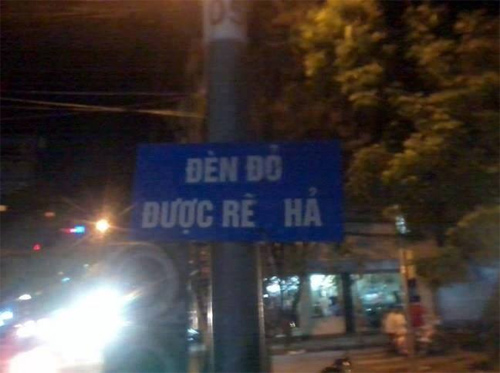 ĐÈN ĐỎ
ĐƯỢC RẼ HẢ